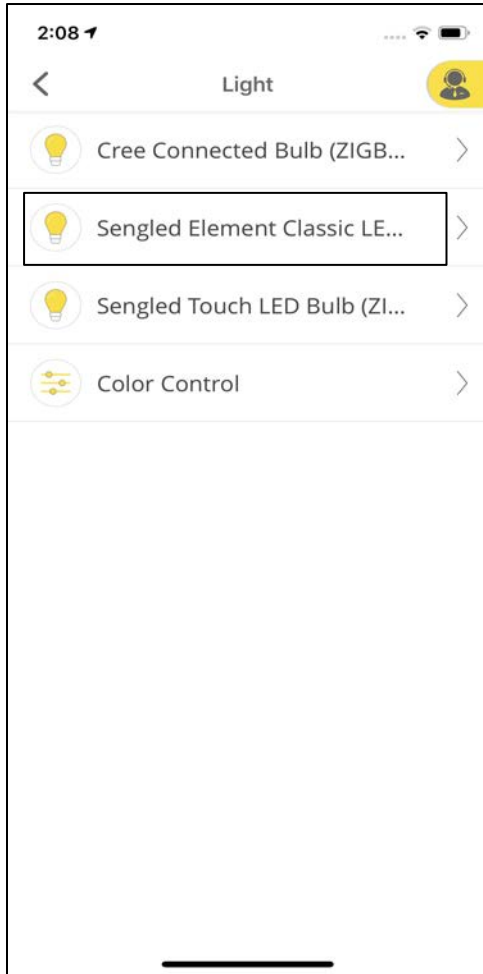 2:08
Light
Cree Connected Bulb (ZIGB...
Sengled Element Classic LE...
Sengled Touch LED Bulb (ZI...
Color Control